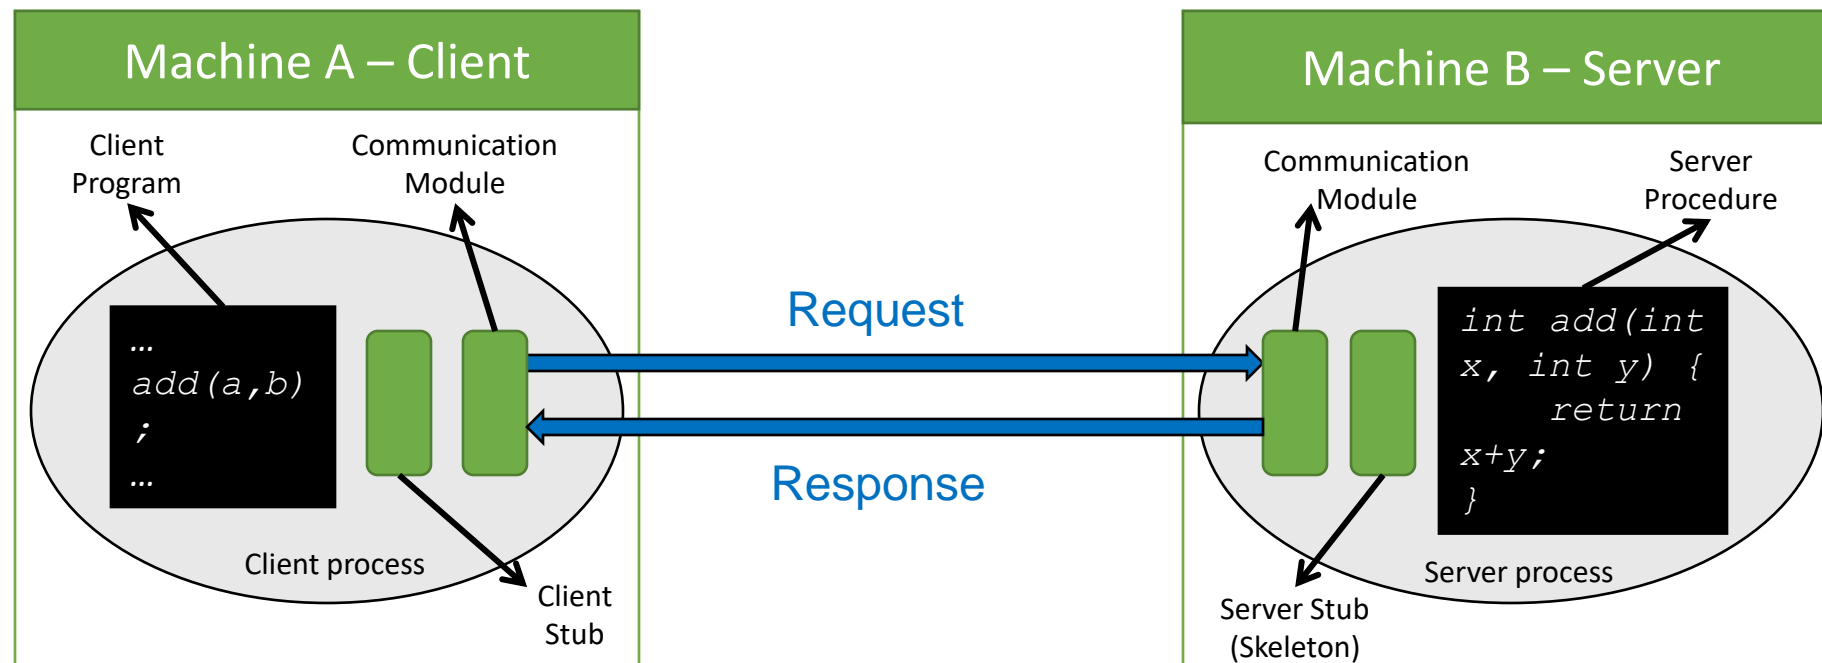 Machine A – Client
Client
Program
Communication
Module
…
add(a,b)
;
…
Client process
Client
Stub
Request
Response
Machine B – Server
Communication
Module
Server
Procedure
int add(int
x, int y) {
return
x+y;
}
Server process
Server Stub
(Skeleton)